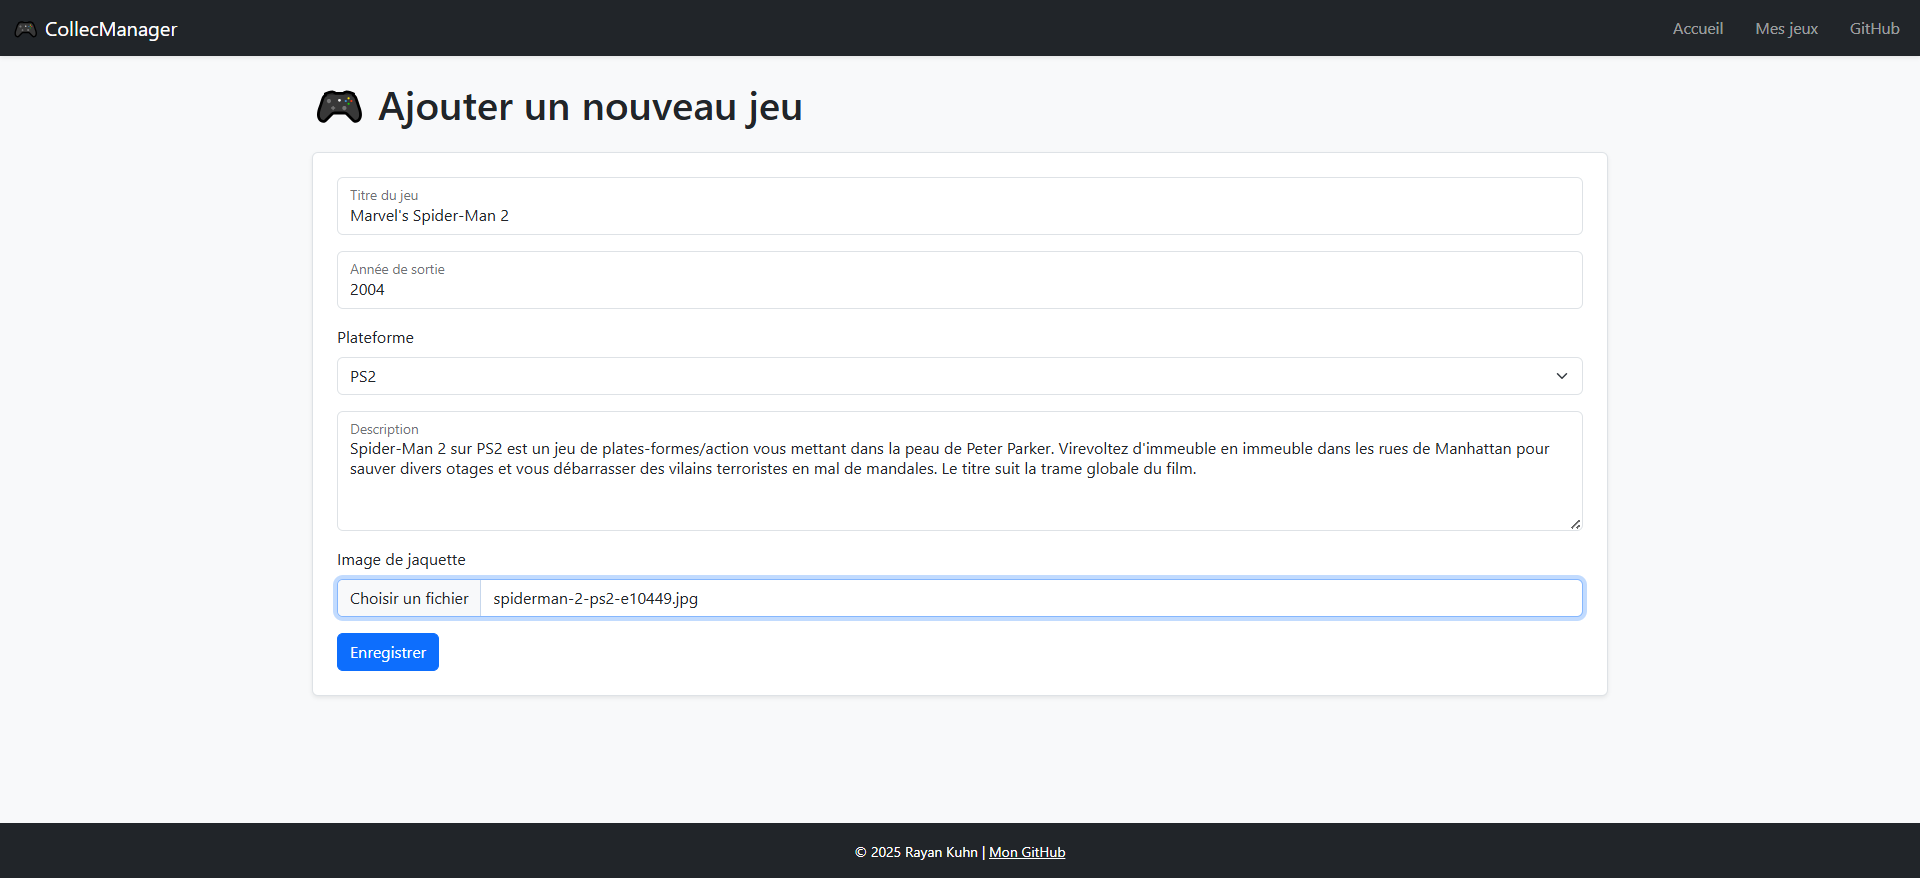 CollecManager
Accueil Mes jeux GitHub
Ajouter un nouveau jeu
Titre du jeu
Marvel's Spider-Man 2
Année de sortie
2004
Plateforme
PS2
Description
Spider-Man 2 sur PS2 est un jeu de plates-formes/action vous mettant dans la peau de Peter Parker. Virevoltez d'immeuble en immeuble dans les rues de Manhattan pour
sauver divers otages et vous débarrasser des vilains terroristes en mal de mandales. Le titre suit la trame globale du film.
Image de jaquette
Choisir un fichier spiderman-2-ps2-e10449.jpg
Enregistrer
© 2025 Rayan Kuhn | Mon GitHub